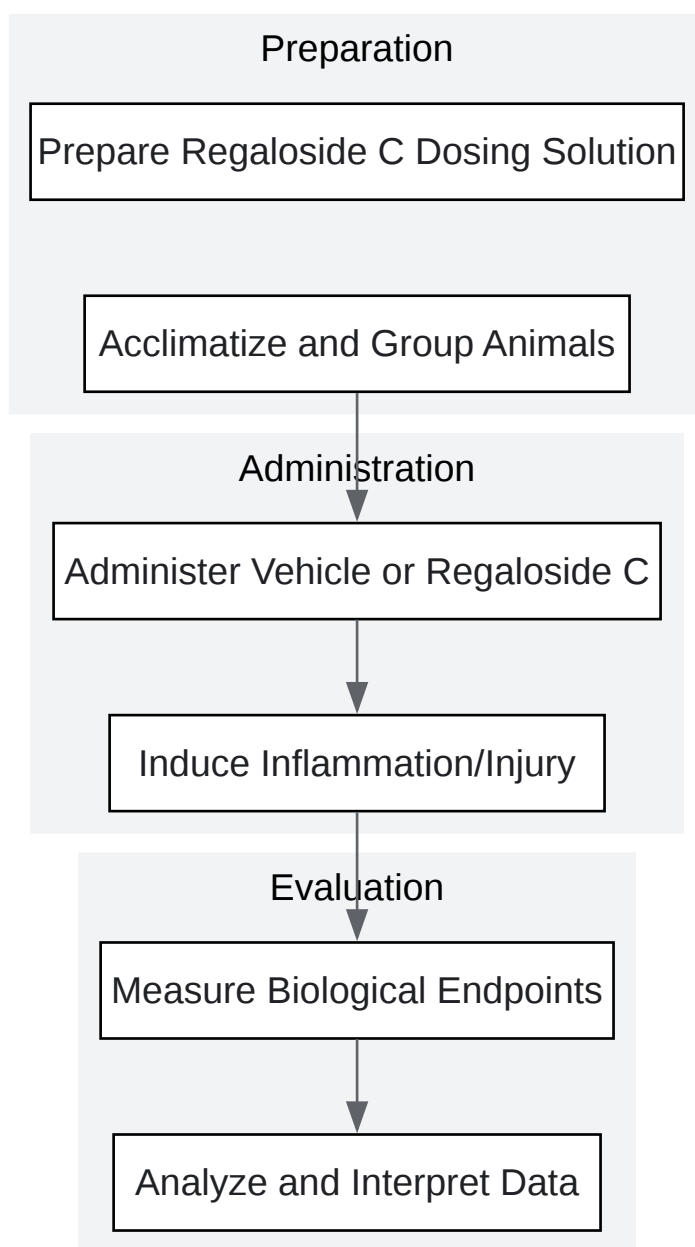 Preparation
Prepare Regaloside C Dosing Solution
Acclimatize and Group Animals
Administration
Administer Vehicle or Regaloside C
Induce Inflammation/Injury
Evaluation
Measure Biological Endpoints
Analyze and Interpret Data